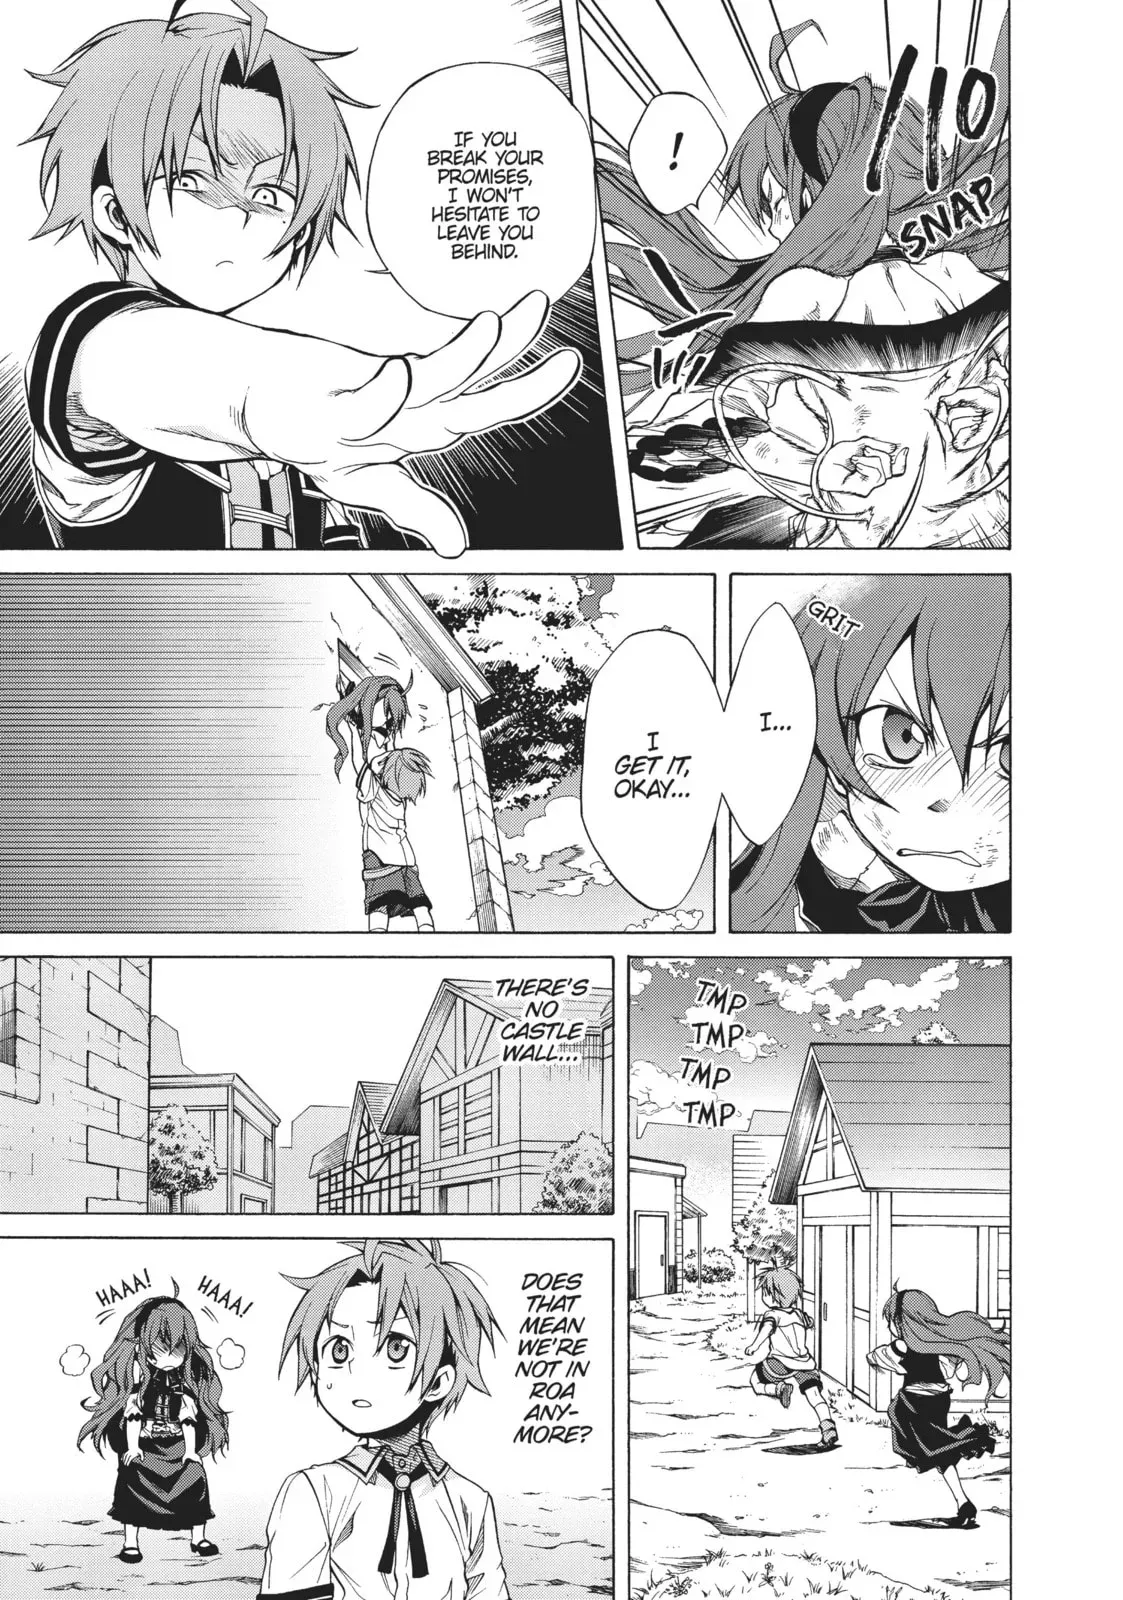 !
SNAP
IF YOU
BREAK YOUR
PROMISES,
I WON'T
HESITATE TO
LEAVE YOU
BEHIND.
GRIT
I...
I
GET IT,
OKAY...
TMP
TMP
TMP
TMP
THERE'S
NO
CASTLE
WALL...
DOES
THAT
MEAN
WE'RE
NOT IN
ROA
ANY-
MORE?
HAAA!
HAAA!